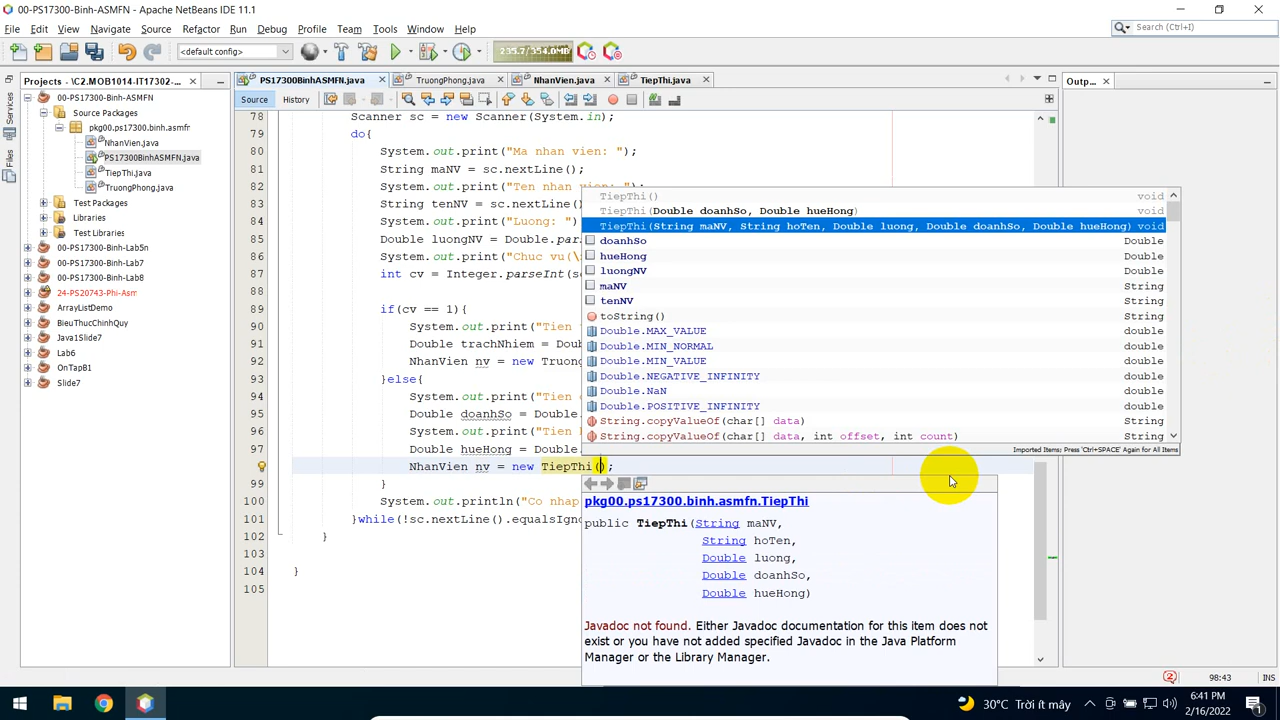 00-PS17300-Binh-ASMFN - Apache NetBeans IDE 11.1
File Edit View Navigate Source Refactor Run Debug Profile Team Tools Window Help
Search (Ctrl+I)
<default config>
235.7/354.0MB
Projects - \C2.MOB1014-IT17302-...
PS17300BinhASMFN.java
TruongPhong.java
NhanVien.java
TiepThi.java
Outp...
Services
Files
00-PS17300-Binh-ASMFN
Source Packages
pkg00.ps17300.binh.asmfn
NhanVien.java
PS17300BinhASMFN.java
TiepThi.java
TruongPhong.java
Test Packages
Libraries
Test Libraries
00-PS17300-Binh-Lab5n
00-PS17300-Binh-Lab7
00-PS17300-Binh-Lab8
24-PS20743-Phi-Asm
ArrayListDemo
BieuThucChinhQuy
Java1Slide7
Lab6
OnTapB1
Slide7
Source History
78 Scanner sc = new Scanner(System.in);
79 do{
80 System.out.print("Ma nhan vien: ");
81 String maNV = sc.nextLine();
82 System.out.print("Ten nhan vien: ");
83 String tenNV = sc.nextLine()
84 System.out.print("Luong: ")
85 Double luongNV = Double.pars
86 System.out.print("Chuc vu(\
87 int cv = Integer.parseInt(s
88
89 if(cv == 1){
90 System.out.print("Tien
91 Double trachNhiem = Dou
92 NhanVien nv = new Truon
93 }else{
94 System.out.print("Tien
95 Double doanhSo = Double.
96 System.out.print("Tien
97 Double hueHong = Double.
NhanVien nv = new TiepThi();
99 }
100 System.out.println("Co nhap
101 }while(!sc.nextLine().equalsIgn
102 }
103
104 }
105
TiepThi() void
TiepThi(Double doanhSo, Double hueHong) void
TiepThi(String maNV, String hoTen, Double luong, Double doanhSo, Double hueHong) void
doanhSo Double
hueHong Double
luongNV Double
maNV String
tenNV String
toString() String
Double.MAX_VALUE double
Double.MIN_NORMAL double
Double.MIN_VALUE double
Double.NEGATIVE_INFINITY double
Double.NaN double
Double.POSITIVE_INFINITY double
String.copyValueOf(char[] data) String
String.copyValueOf(char[] data, int offset, int count) String
Imported Items; Press 'Ctrl+SPACE' Again for All Items
pkg00.ps17300.binh.asmfn.TiepThi
public TiepThi(String maNV,
String hoTen,
Double luong,
Double doanhSo,
Double hueHong)
Javadoc not found. Either Javadoc documentation for this item does not
exist or you have not added specified Javadoc in the Java Platform
Manager or the Library Manager.
2
98:43
INS
30°C Trời ít mây
6:41 PM
2/16/2022
1